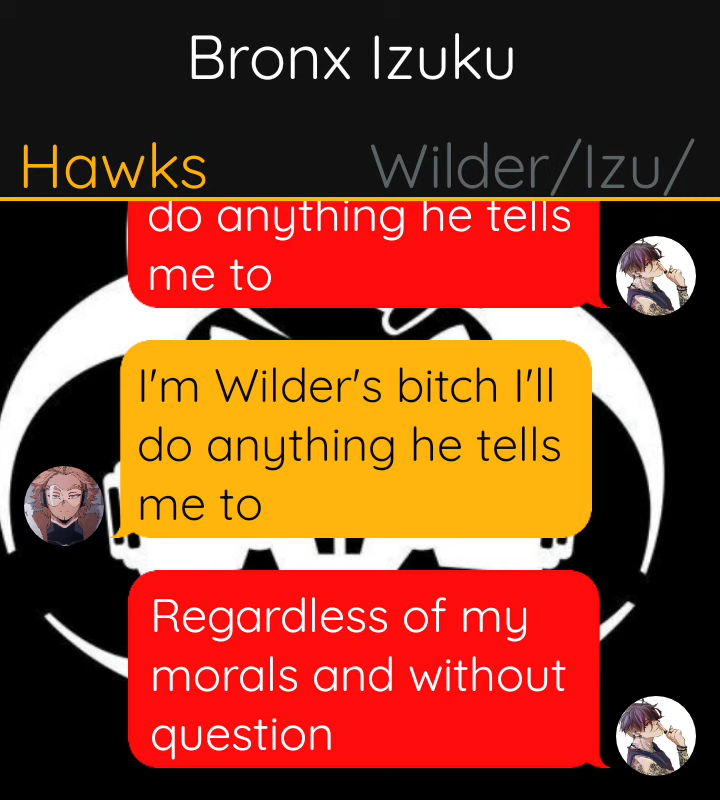 Bronx Izuku
Hawks
Wilder/Izu/
do anything he tells
me to
I'm Wilder's bitch I'll
do anything he tells
me to
Regardless of my
morals and without
question